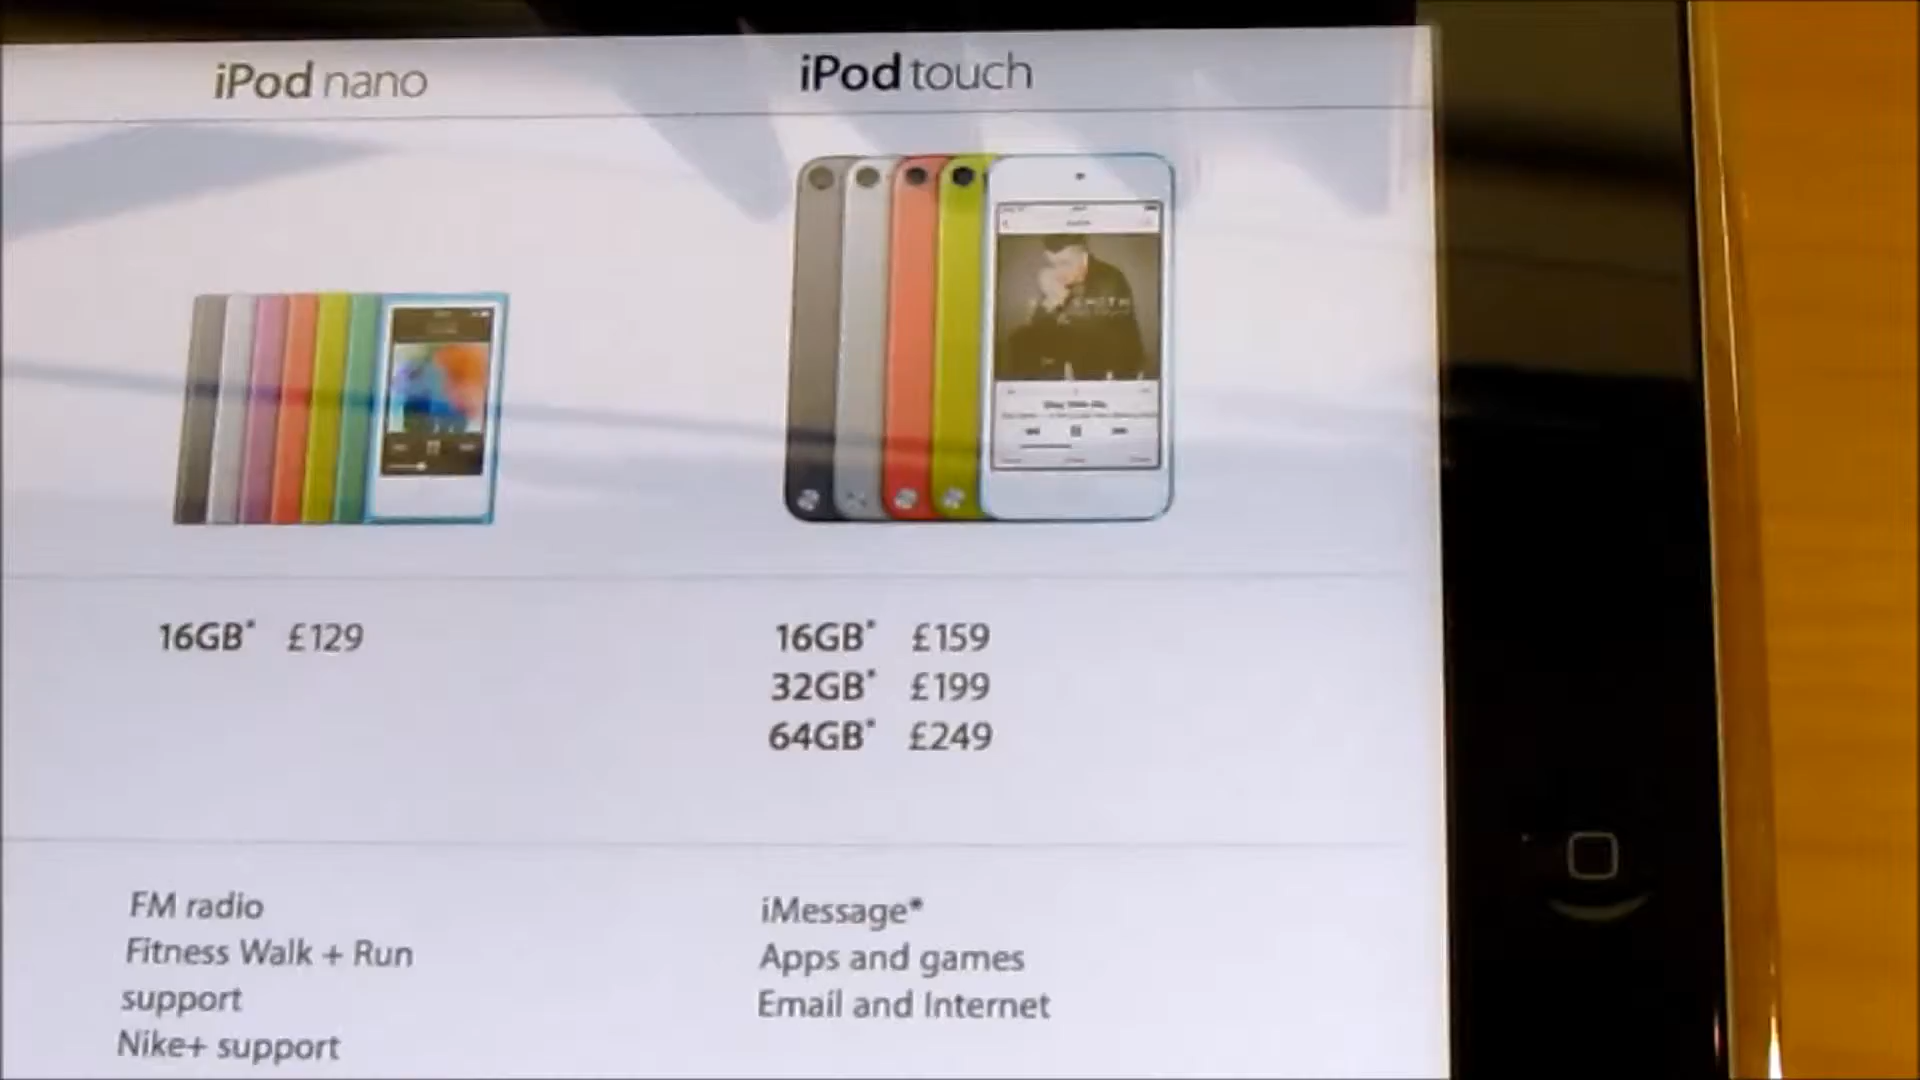 iPod nano
iPod touch
16GB* £129
16GB* £159
32GB* £199
64GB* £249
FM radio
Fitness Walk + Run
support
Nike+ support
iMessage*
Apps and games
Email and Internet